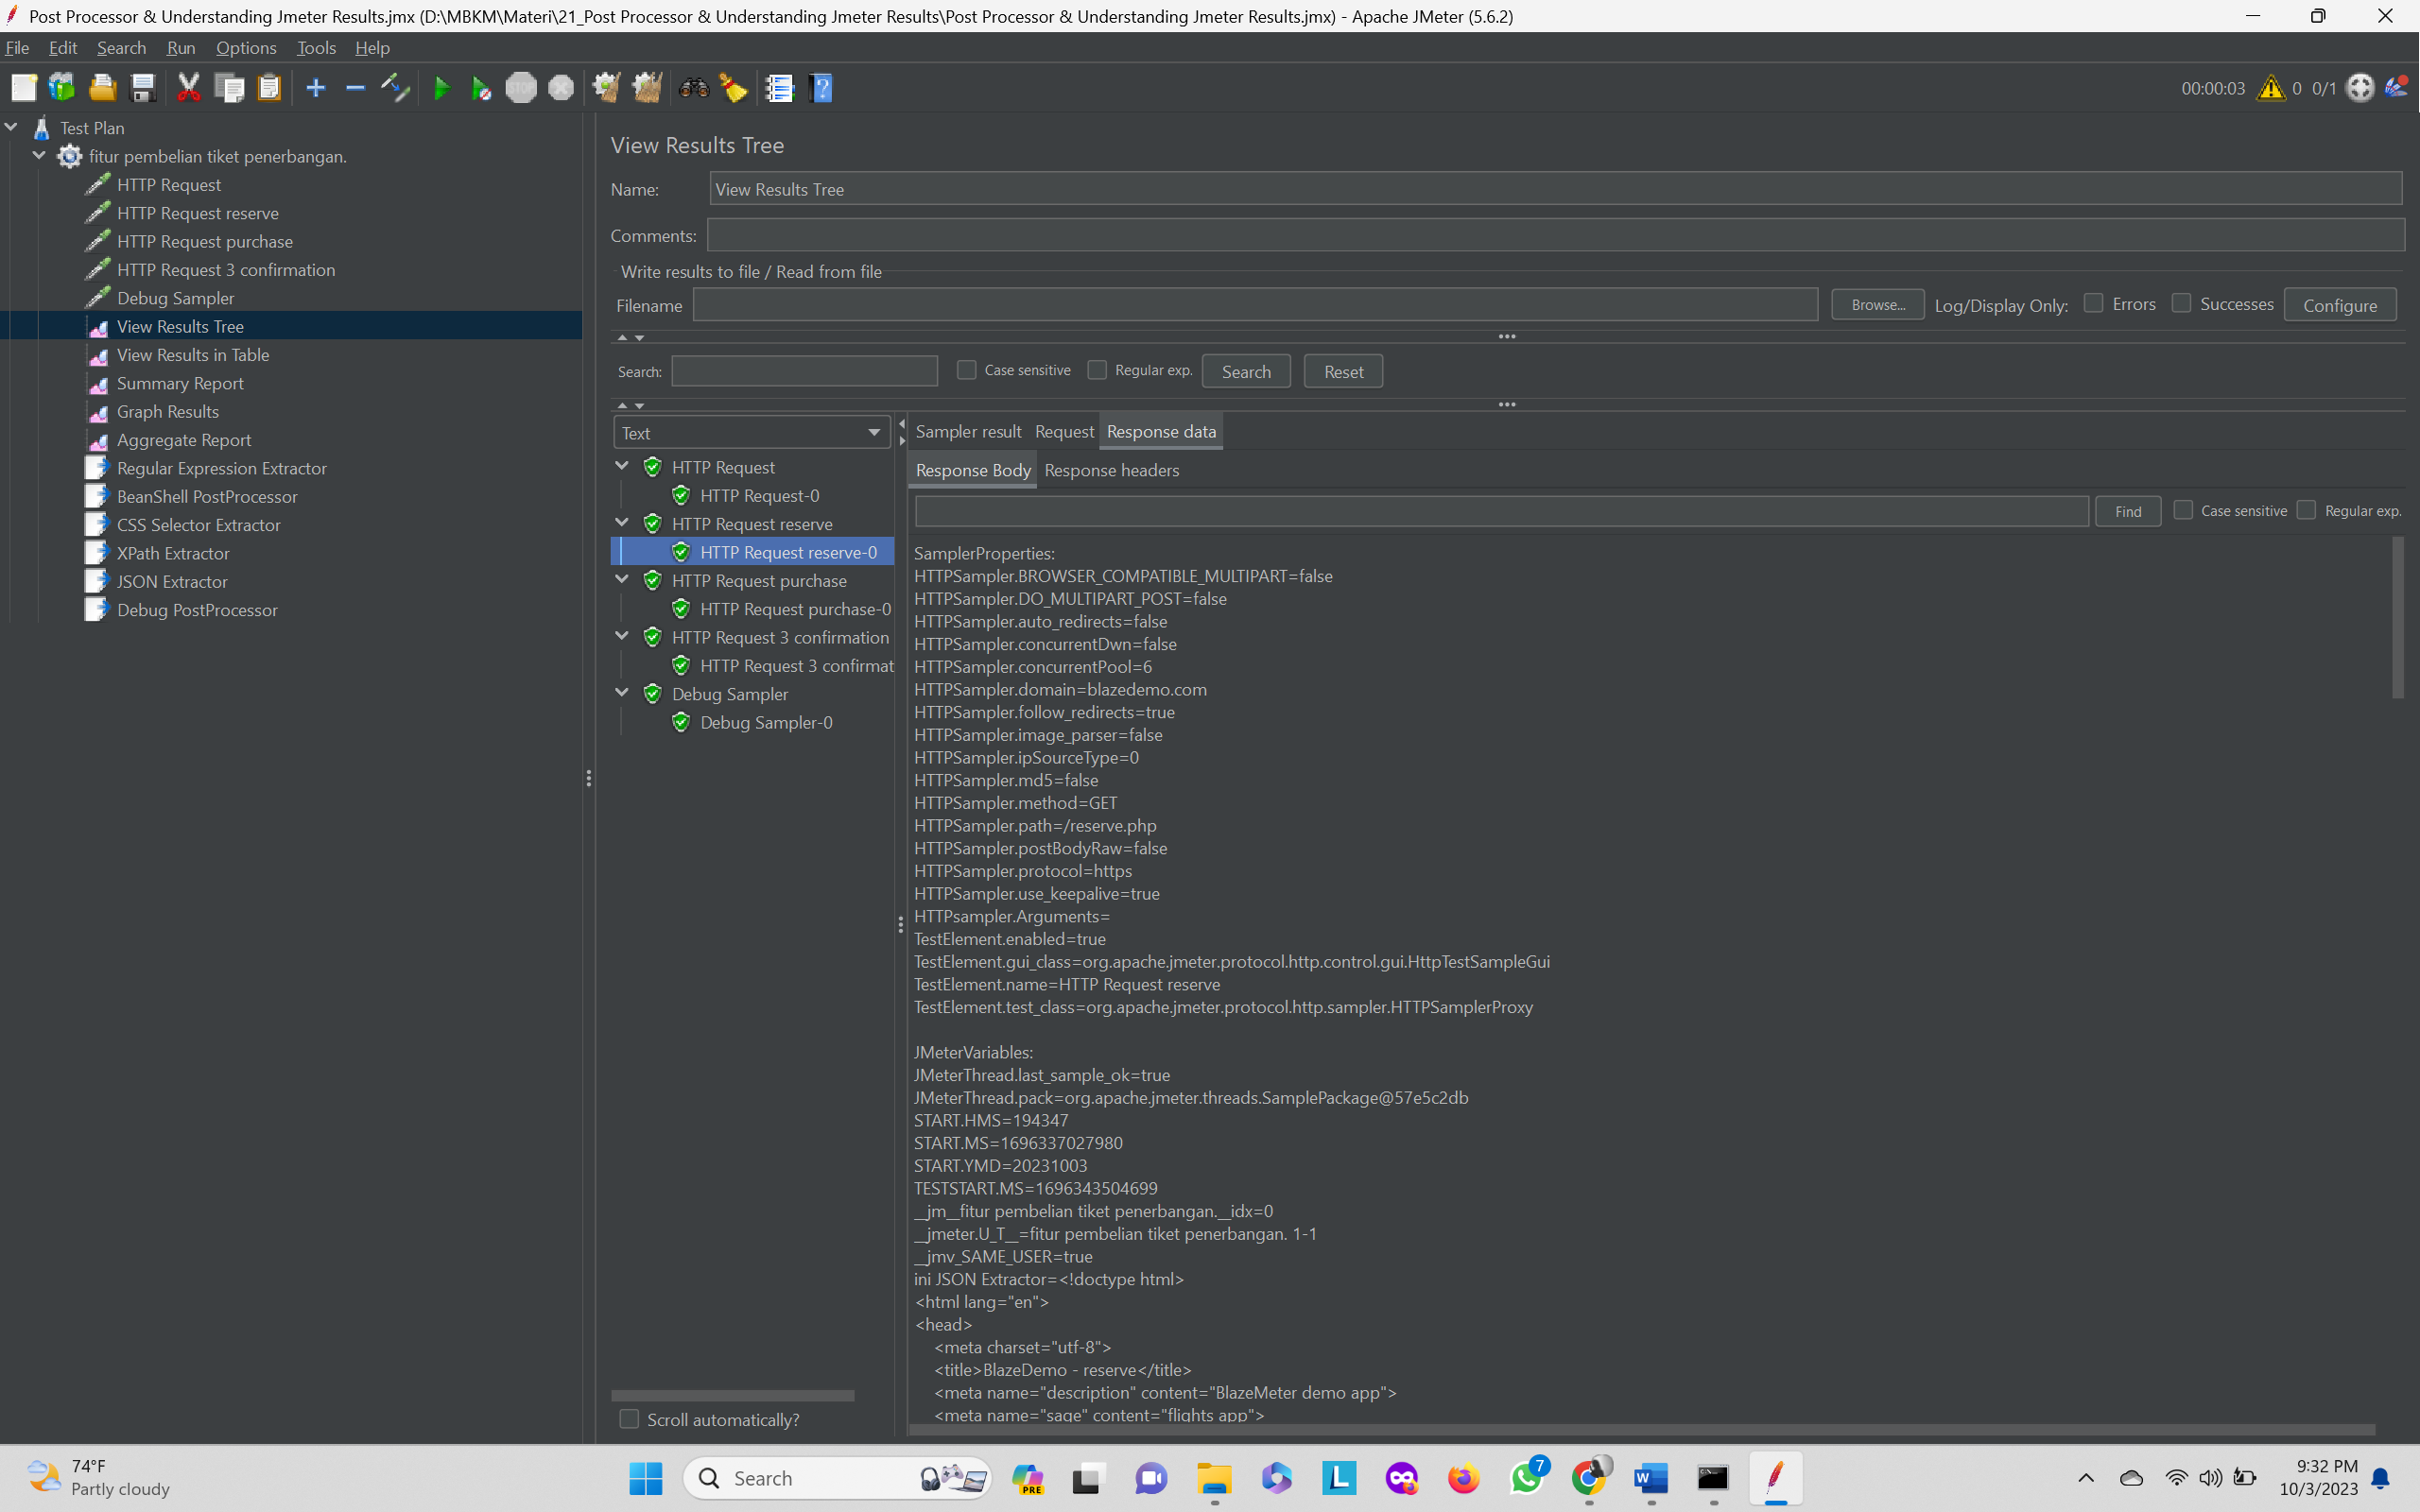 Post Processor & Understanding Jmeter Results.jmx (D:\MBKM\Materi\21_Post Processor & Understanding Jmeter Results\Post Processor & Understanding Jmeter Results.jmx) - Apache JMeter (5.6.2)
File Edit Search Run Options Tools Help
STOP 00:00:03 0 0/1
Test Plan
fitur pembelian tiket penerbangan.
HTTP Request
HTTP Request reserve
HTTP Request purchase
HTTP Request 3 confirmation
Debug Sampler
View Results Tree
View Results in Table
Summary Report
Graph Results
Aggregate Report
Regular Expression Extractor
BeanShell PostProcessor
CSS Selector Extractor
XPath Extractor
JSON Extractor
Debug PostProcessor
View Results Tree
Name: View Results Tree
Comments:
Write results to file / Read from file
Filename Browse... Log/Display Only: Errors Successes Configure
Search: Case sensitive Regular exp. Search Reset
Text
HTTP Request
HTTP Request-0
HTTP Request reserve
HTTP Request reserve-0
HTTP Request purchase
HTTP Request purchase-0
HTTP Request 3 confirmation
HTTP Request 3 confirmat
Debug Sampler
Debug Sampler-0
Scroll automatically?
Sampler result Request Response data
Response Body Response headers
Find Case sensitive Regular exp.
SamplerProperties:
HTTPSampler.BROWSER_COMPATIBLE_MULTIPART=false
HTTPSampler.DO_MULTIPART_POST=false
HTTPSampler.auto_redirects=false
HTTPSampler.concurrentDwn=false
HTTPSampler.concurrentPool=6
HTTPSampler.domain=blazedemo.com
HTTPSampler.follow_redirects=true
HTTPSampler.image_parser=false
HTTPSampler.ipSourceType=0
HTTPSampler.md5=false
HTTPSampler.method=GET
HTTPSampler.path=/reserve.php
HTTPSampler.postBodyRaw=false
HTTPSampler.protocol=https
HTTPSampler.use_keepalive=true
HTTPsampler.Arguments=
TestElement.enabled=true
TestElement.gui_class=org.apache.jmeter.protocol.http.control.gui.HttpTestSampleGui
TestElement.name=HTTP Request reserve
TestElement.test_class=org.apache.jmeter.protocol.http.sampler.HTTPSamplerProxy
JMeterVariables:
JMeterThread.last_sample_ok=true
JMeterThread.pack=org.apache.jmeter.threads.SamplePackage@57e5c2db
START.HMS=194347
START.MS=1696337027980
START.YMD=20231003
TESTSTART.MS=1696343504699
__jm__fitur pembelian tiket penerbangan.__idx=0
__jmeter.U_T__=fitur pembelian tiket penerbangan. 1-1
__jmv_SAME_USER=true
ini JSON Extractor=<!doctype html>
<html lang="en">
<head>
<meta charset="utf-8">
<title>BlazeDemo - reserve</title>
<meta name="description" content="BlazeMeter demo app">
<meta name="sage" content="flights app">
74°F
Partly cloudy
Search
PRE
L
7
W
9:32 PM
10/3/2023